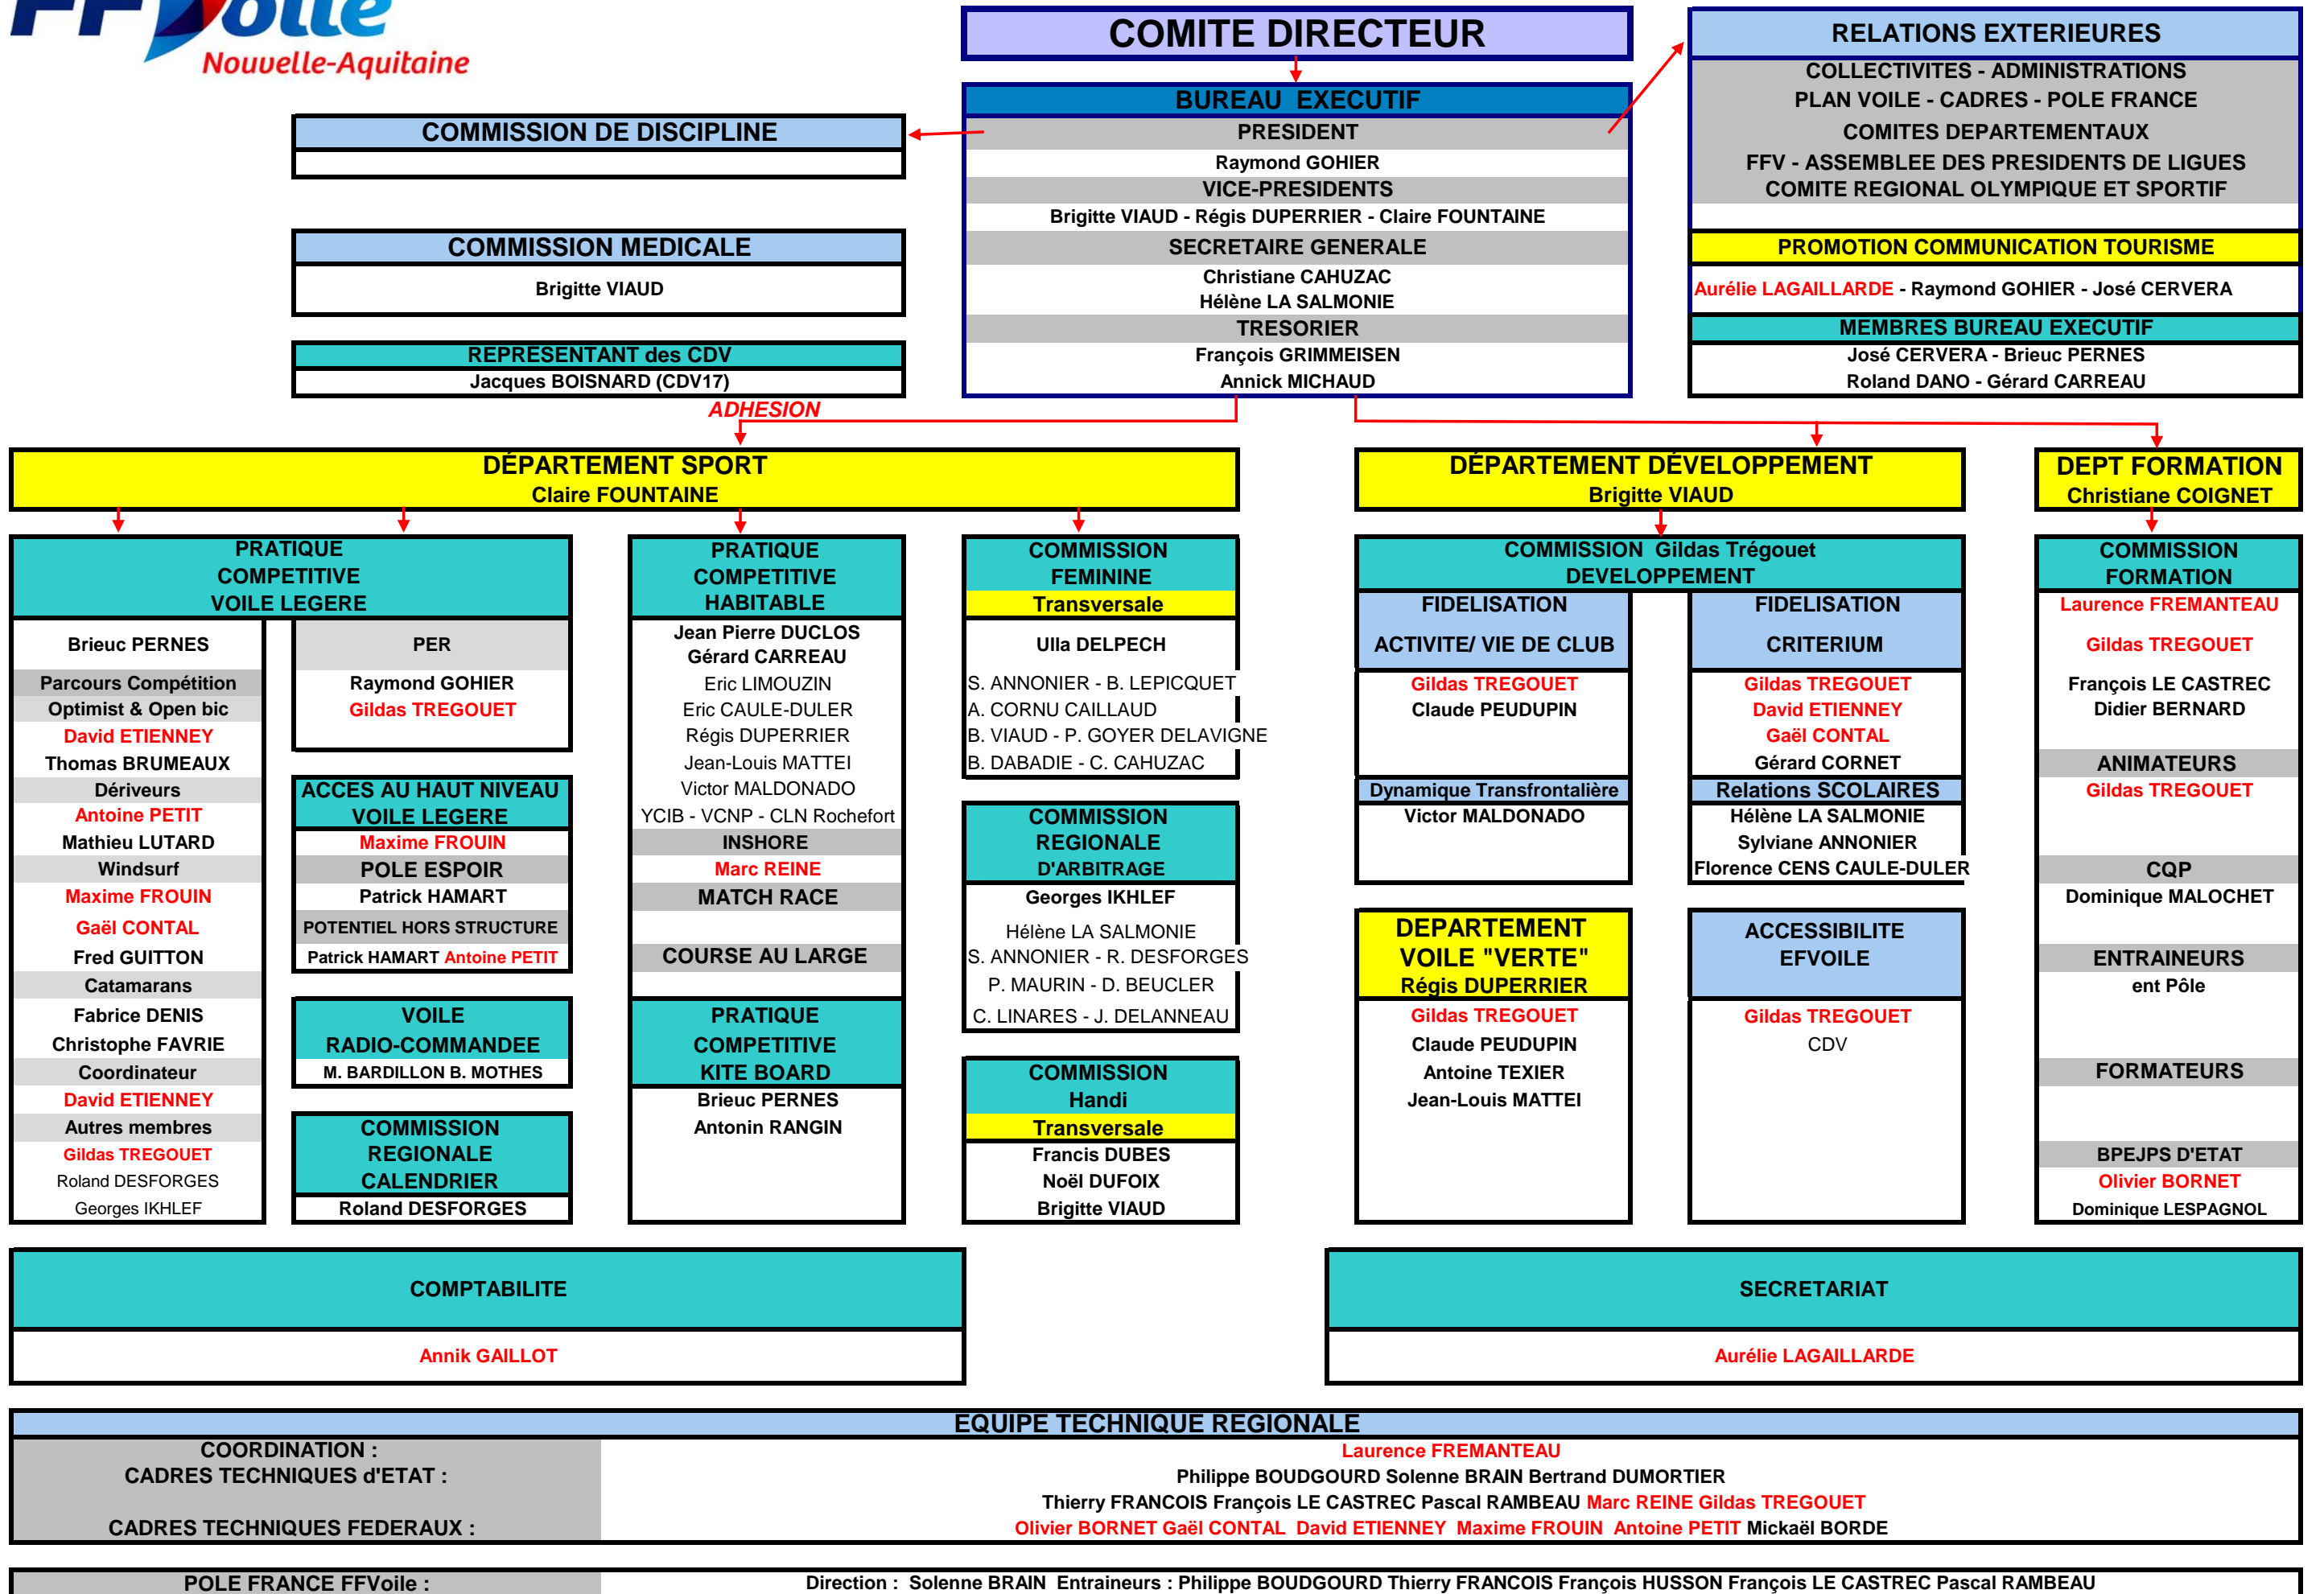 FFVoile
Nouvelle-Aquitaine
COMITE DIRECTEUR
BUREAU EXECUTIF
PRESIDENT
Raymond GOHIER
VICE-PRESIDENTS
Brigitte VIAUD - Régis DUPERRIER - Claire FOUNTAINE
SECRETAIRE GENERALE
Christiane CAHUZAC
Hélène LA SALMONIE
TRESORIER
François GRIMMEISEN
Annick MICHAUD
RELATIONS EXTERIEURES
COLLECTIVITES - ADMINISTRATIONS
PLAN VOILE - CADRES - POLE FRANCE
COMITES DEPARTEMENTAUX
FFV - ASSEMBLEE DES PRESIDENTS DE LIGUES
COMITE REGIONAL OLYMPIQUE ET SPORTIF
PROMOTION COMMUNICATION TOURISME
Aurélie LAGAILLARDE - Raymond GOHIER - José CERVERA
MEMBRES BUREAU EXECUTIF
José CERVERA - Brieuc PERNES
Roland DANO - Gérard CARREAU
COMMISSION DE DISCIPLINE
COMMISSION MEDICALE
Brigitte VIAUD
REPRÉSENTANT des CDV
Jacques BOISNARD (CDV17)
ADHESION
DÉPARTEMENT SPORT
Claire FOUNTAINE
DÉPARTEMENT DÉVELOPPEMENT
Brigitte VIAUD
DEPT FORMATION
Christiane COIGNET
PRATIQUE
COMPETITIVE
VOILE LEGERE
Brieuc PERNES
Parcours Compétition
Optimist & Open bic
David ETIENNEY
Thomas BRUMEAUX
Dériveurs
Antoine PETIT
Mathieu LUTARD
Windsurf
Maxime FROUIN
Gaël CONTAL
Fred GUITTON
Catamarans
Fabrice DENIS
Christophe FAVRIE
Coordinateur
David ETIENNEY
Autres membres
Gildas TREGOUET
Roland DESFORGES
Georges IKHLEF
PER
Raymond GOHIER
Gildas TREGOUET
ACCES AU HAUT NIVEAU
VOILE LEGERE
Maxime FROUIN
POLE ESPOIR
Patrick HAMART
POTENTIEL HORS STRUCTURE
Patrick HAMART Antoine PETIT
VOILE
RADIO-COMMANDEE
M. BARDILLON B. MOTHES
COMMISSION
REGIONALE
CALENDRIER
Roland DESFORGES
PRATIQUE
COMPETITIVE
HABITABLE
Jean Pierre DUCLOS
Gérard CARREAU
Eric LIMOUZIN
Eric CAULE-DULER
Régis DUPERRIER
Jean-Louis MATTEI
Victor MALDONADO
YCIB - VCNP - CLN Rochefort
INSHORE
Marc REINE
MATCH RACE
COURSE AU LARGE
PRATIQUE
COMPETITIVE
KITE BOARD
Brieuc PERNES
Antonin RANGIN
COMMISSION
FEMININE
Transversale
Ulla DELPECH
S. ANNONIER - B. LEPICQUET
A. CORNU CAILLAUD
B. VIAUD - P. GOYER DELAVIGNE
B. DABADIE - C. CAHUZAC
COMMISSION
REGIONALE
D'ARBITRAGE
Georges IKHLEF
Hélène LA SALMONIE
S. ANNONIER - R. DESFORGES
P. MAURIN - D. BEUCLER
C. LINARES - J. DELANNEAU
COMMISSION
Handi
Transversale
Francis DUBES
Noël DUFOIX
Brigitte VIAUD
COMMISSION Gildas Trégouet
DEVELOPPEMENT
FIDELISATION
ACTIVITE/ VIE DE CLUB
Gildas TREGOUET
Claude PEUDUPIN
Dynamique Transfrontalière
Victor MALDONADO
FIDELISATION
CRITERIUM
Gildas TREGOUET
David ETIENNEY
Gaël CONTAL
Gérard CORNET
Relations SCOLAIRES
Hélène LA SALMONIE
Sylviane ANNONIER
Florence CENS CAULE-DULER
DEPARTEMENT
VOILE "VERTE"
Régis DUPERRIER
Gildas TREGOUET
Claude PEUDUPIN
Antoine TEXIER
Jean-Louis MATTEI
ACCESSIBILITE
EFVOILE
Gildas TREGOUET
CDV
COMMISSION
FORMATION
Laurence FREMANTEAU
Gildas TREGOUET
François LE CASTREC
Didier BERNARD
ANIMATEURS
Gildas TREGOUET
CQP
Dominique MALOCHET
ENTRAINEURS
ent Pôle
FORMATEURS
BPEJPS D'ETAT
Olivier BORNET
Dominique LESPAGNOL
COMPTABILITE
Annik GAILLOT
SECRETARIAT
Aurélie LAGAILLARDE
EQUIPE TECHNIQUE REGIONALE
COORDINATION :
Laurence FREMANTEAU
CADRES TECHNIQUES d'ETAT :
Philippe BOUDGOURD Solenne BRAIN Bertrand DUMORTIER
Thierry FRANCOIS François LE CASTREC Pascal RAMBEAU Marc REINE Gildas TREGOUET
CADRES TECHNIQUES FEDERAUX :
Olivier BORNET Gaël CONTAL David ETIENNEY Maxime FROUIN Antoine PETIT Mickaël BORDE
POLE FRANCE FFVoile :
Direction : Solenne BRAIN Entraineurs : Philippe BOUDGOURD Thierry FRANCOIS François HUSSON François LE CASTREC Pascal RAMBEAU